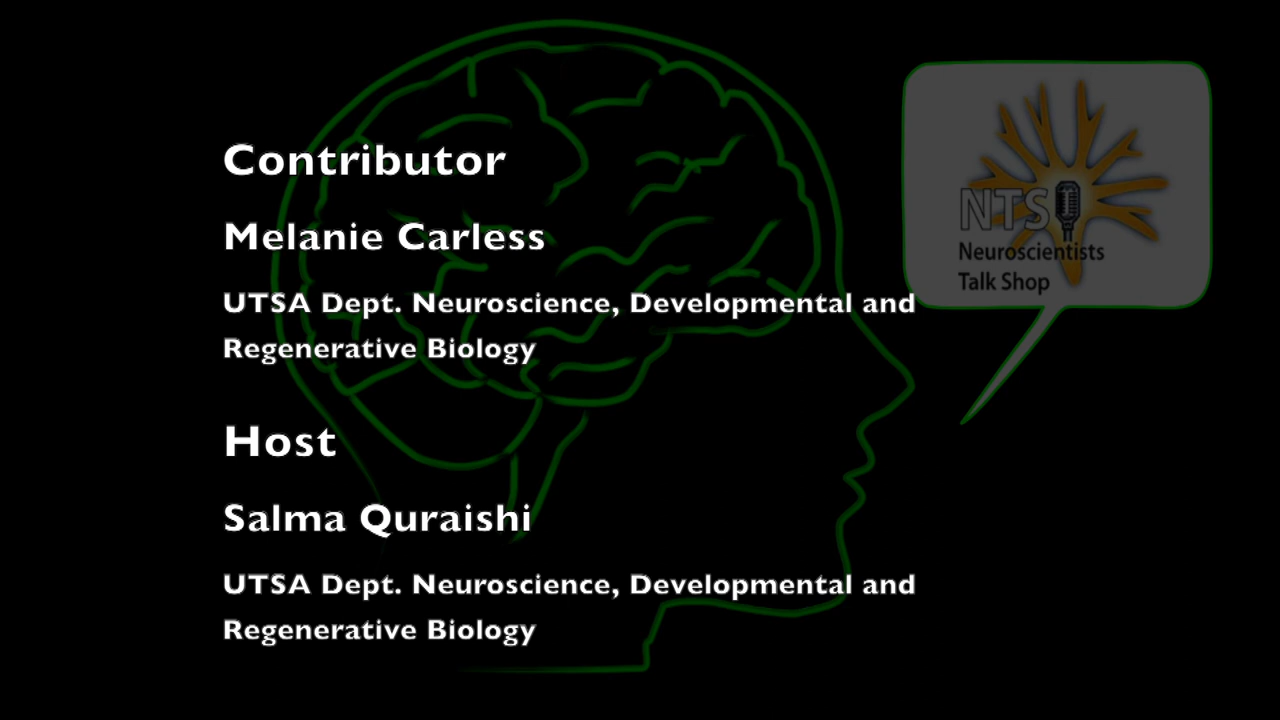 Contributor
Melanie Carless
UTSA Dept. Neuroscience, Developmental and
Regenerative Biology
Host
Salma Quraishi
UTSA Dept. Neuroscience, Developmental and
Regenerative Biology
NTS
Neuroscientists
Talk Shop